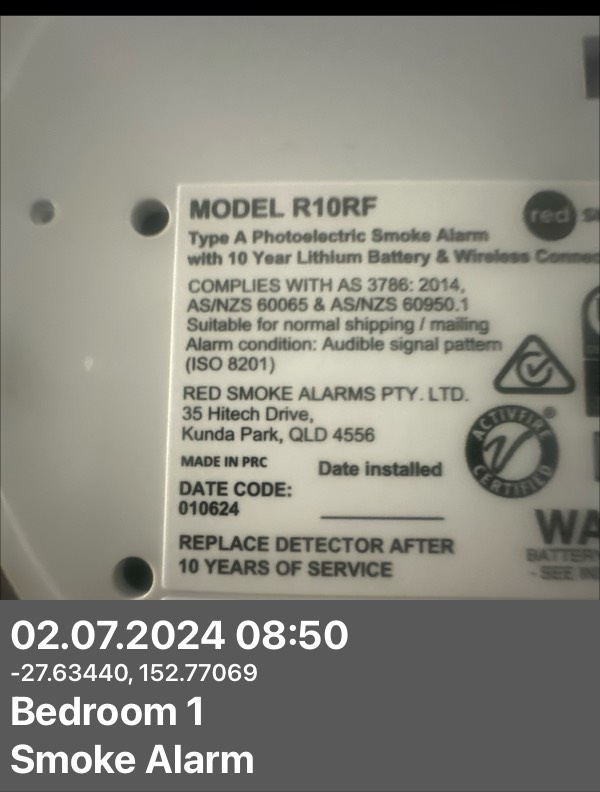 MODEL R10RF
red
Type A Photoelectric Smoke Alarm
with 10 Year Lithium Battery & Wireless
COMPLIES WITH AS 3786: 2014,
AS/NZS 60065 & AS/NZS 60950.1
Suitable for normal shipping / mailing
Alarm condition: Audible signal pattern
(ISO 8201)
RED SMOKE ALARMS PTY. LTD.
35 Hitech Drive,
Kunda Park, QLD 4556
ACTIVFIRE
®
CERTIFIED
MADE IN PRC
Date installed
DATE CODE:
010624
REPLACE DETECTOR AFTER
10 YEARS OF SERVICE
02.07.2024 08:50
-27.63440, 152.77069
Bedroom 1
Smoke Alarm